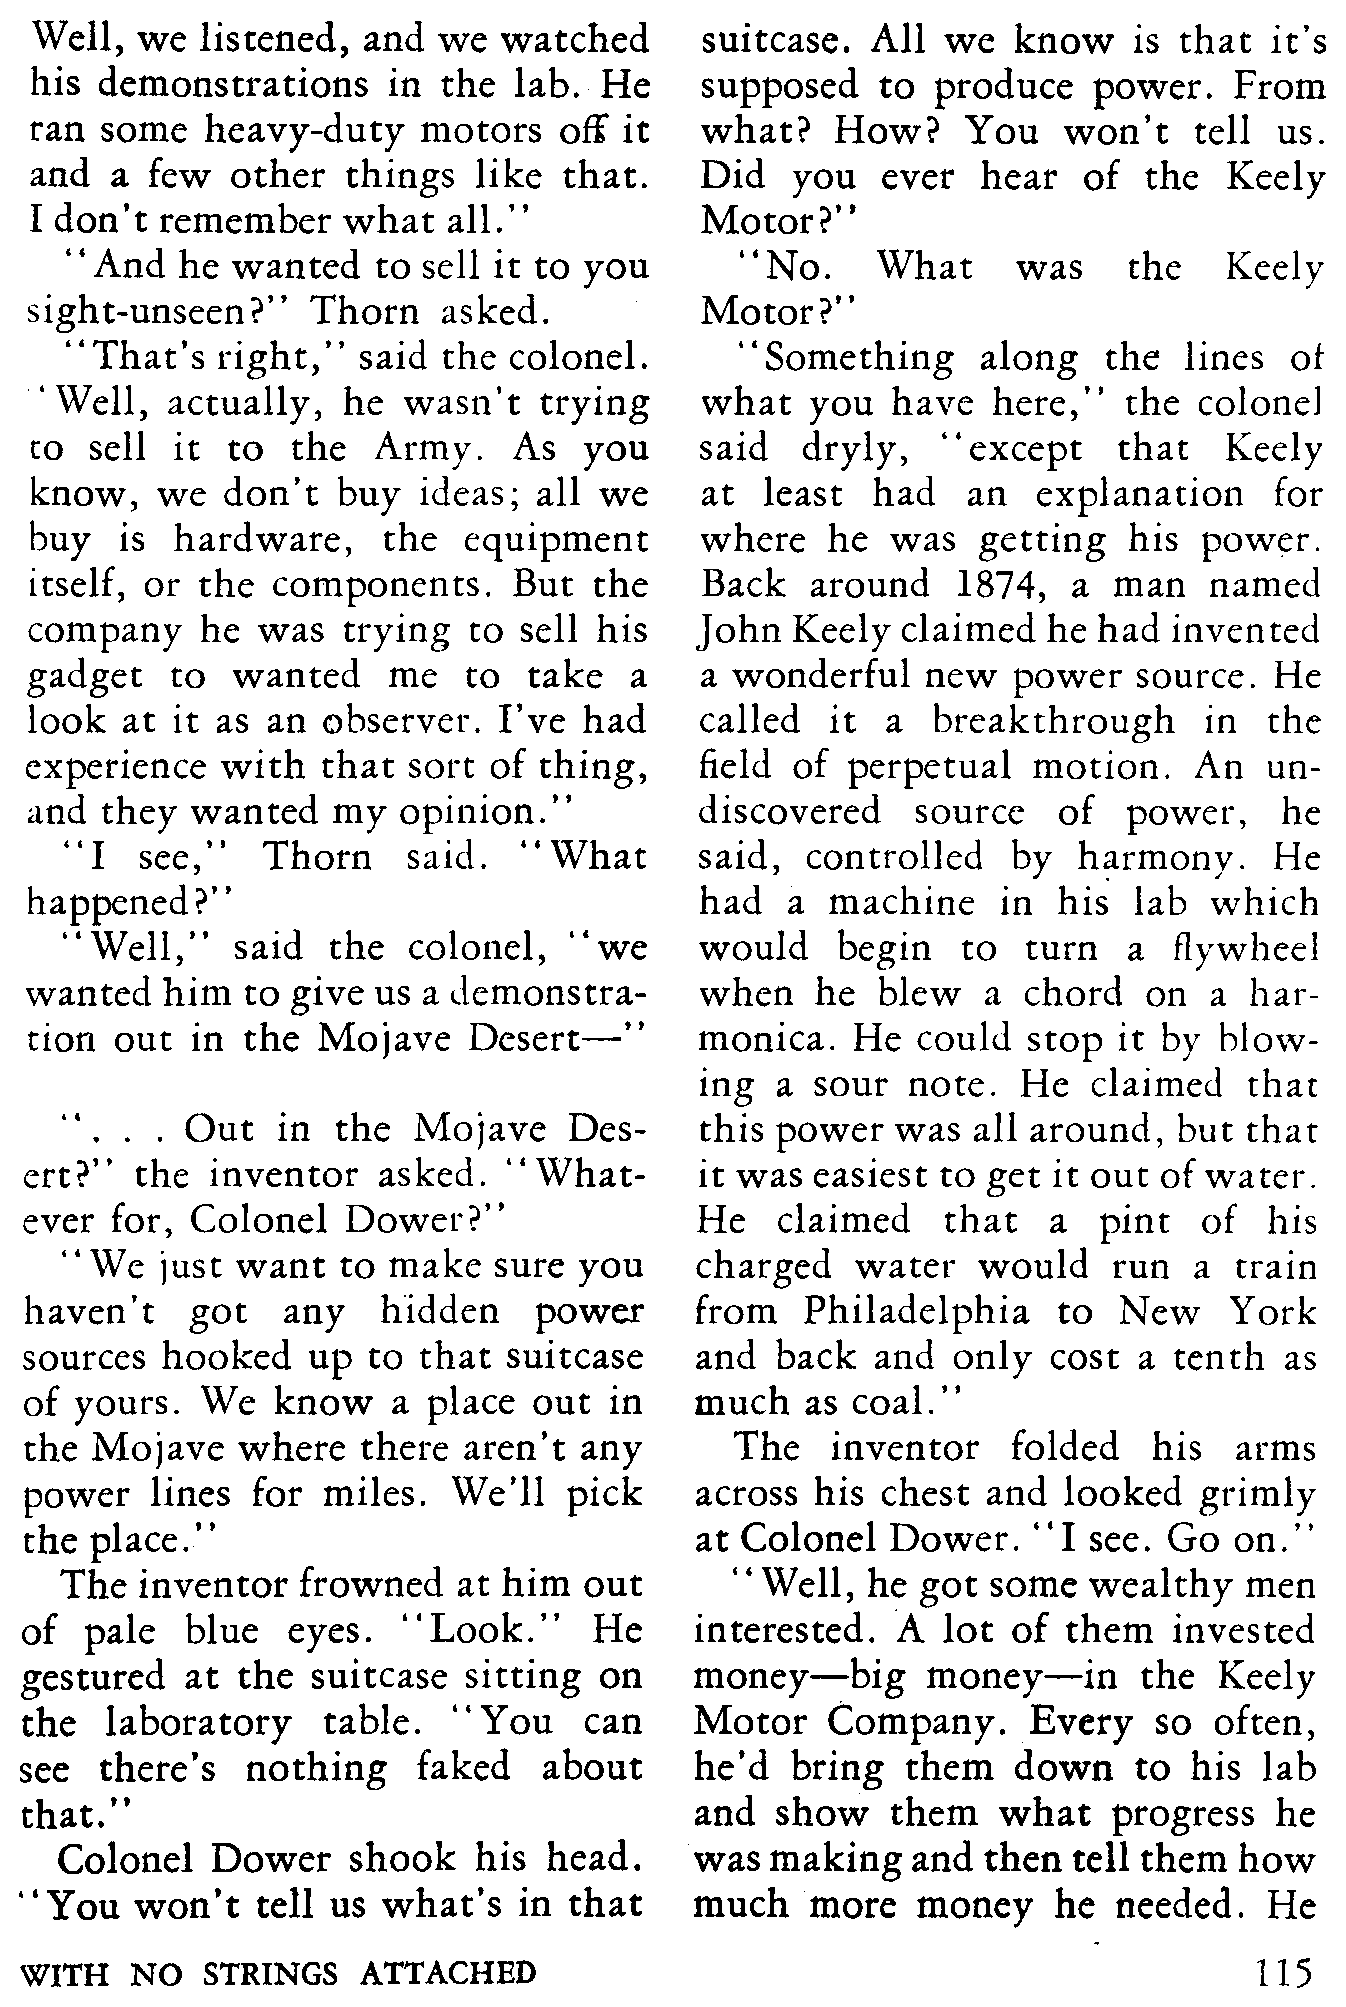 Well, we listened, and we watched
his demonstrations in the lab. He
ran some heavy-duty motors off it
and a few other things like that.
I don't remember what all."
"And he wanted to sell it to you
sight-unseen?" Thorn asked.
"That's right," said the colonel.
'Well, actually, he wasn't trying
to sell it to the Army. As you
know, we don't buy ideas; all we
buy is hardware, the equipment
itself, or the components. But the
company he was trying to sell his
gadget to wanted me to take a
look at it as an observer. I've had
experience with that sort of thing,
and they wanted my opinion."
"I see," Thorn said. "What
happened?"
"Well," said the colonel, "we
wanted him to give us a demonstra-
tion out in the Mojave Desert—"
". . . Out in the Mojave Des-
ert?" the inventor asked. "What-
ever for, Colonel Dower?"
"We just want to make sure you
haven't got any hidden power
sources hooked up to that suitcase
of yours. We know a place out in
the Mojave where there aren't any
power lines for miles. We'll pick
the place."
The inventor frowned at him out
of pale blue eyes. "Look." He
gestured at the suitcase sitting on
the laboratory table. "You can
see there's nothing faked about
that."
Colonel Dower shook his head.
"You won't tell us what's in that
suitcase. All we know is that it's
supposed to produce power. From
what? How? You won't tell us.
Did you ever hear of the Keely
Motor?"
"No. What was the Keely
Motor?"
"Something along the lines of
what you have here," the colonel
said dryly, "except that Keely
at least had an explanation for
where he was getting his power.
Back around 1874, a man named
John Keely claimed he had invented
a wonderful new power source. He
called it a breakthrough in the
field of perpetual motion. An un-
discovered source of power, he
said, controlled by harmony. He
had a machine in his lab which
would begin to turn a flywheel
when he blew a chord on a har-
monica. He could stop it by blow-
ing a sour note. He claimed that
this power was all around, but that
it was easiest to get it out of water.
He claimed that a pint of his
charged water would run a train
from Philadelphia to New York
and back and only cost a tenth as
much as coal."
The inventor folded his arms
across his chest and looked grimly
at Colonel Dower. "I see. Go on."
"Well, he got some wealthy men
interested. A lot of them invested
money—big money—in the Keely
Motor Company. Every so often,
he'd bring them down to his lab
and show them what progress he
was making and then tell them how
much more money he needed. He
WITH NO STRINGS ATTACHED
115